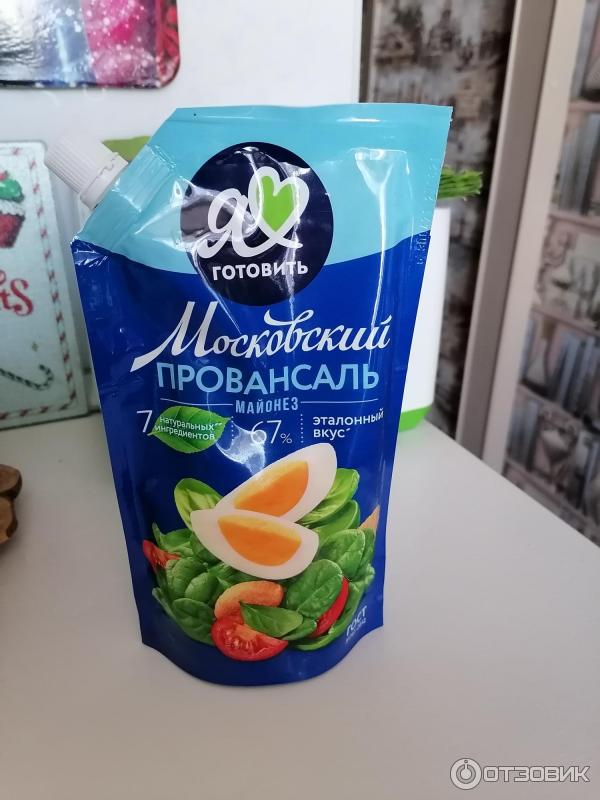 Я
ГОТОВИТЬ
Московский
ПРОВАНСАЛЬ
МАЙОНЕЗ
7 натуральных**
ингредиентов
67%
эталонный
вкус*
ГОСТ
ОТЗОВИК